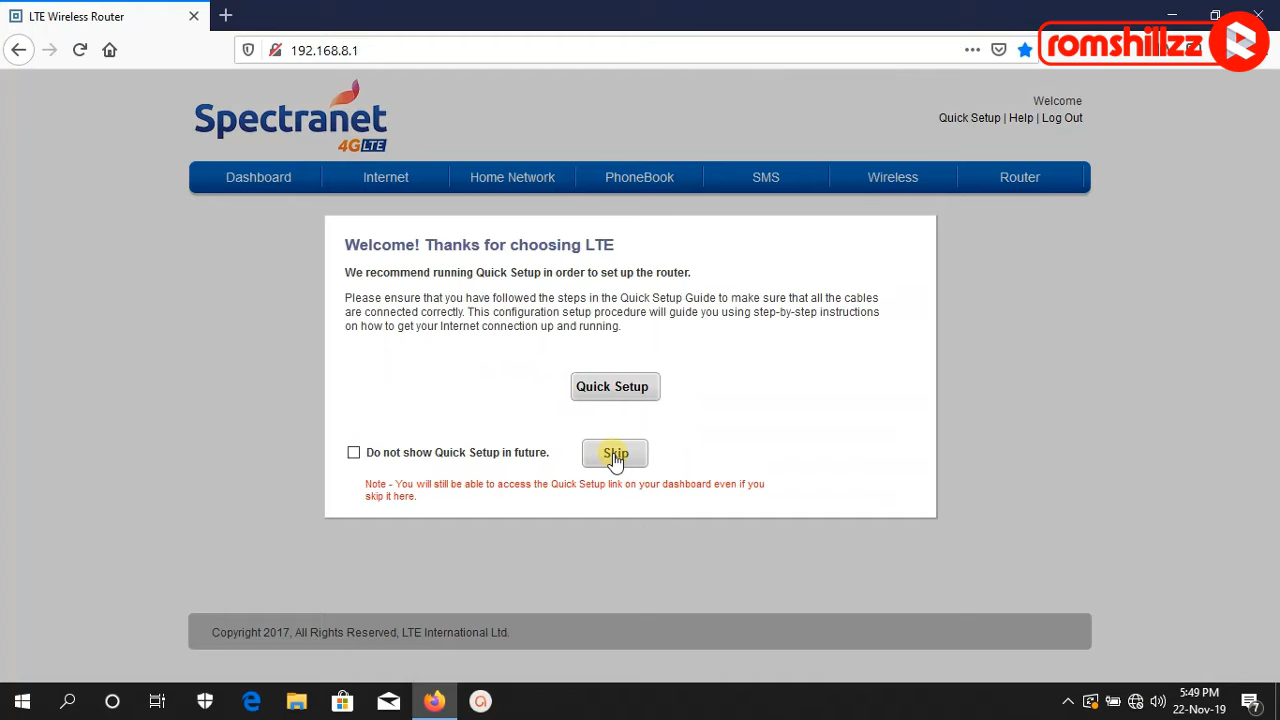 LTE Wireless Router
192.168.8.1
romshillzz
Spectranet
4G LTE
Welcome
Quick Setup | Help | Log Out
Dashboard
Internet
Home Network
PhoneBook
SMS
Wireless
Router
Welcome! Thanks for choosing LTE
We recommend running Quick Setup in order to set up the router.
Please ensure that you have followed the steps in the Quick Setup Guide to make sure that all the cables
are connected correctly. This configuration setup procedure will guide you using step-by-step instructions
on how to get your Internet connection up and running.
Quick Setup
Do not show Quick Setup in future.
Skip
Note - You will still be able to access the Quick Setup link on your dashboard even if you
skip it here.
Copyright 2017, All Rights Reserved, LTE International Ltd.
5:49 PM
22-Nov-19
7